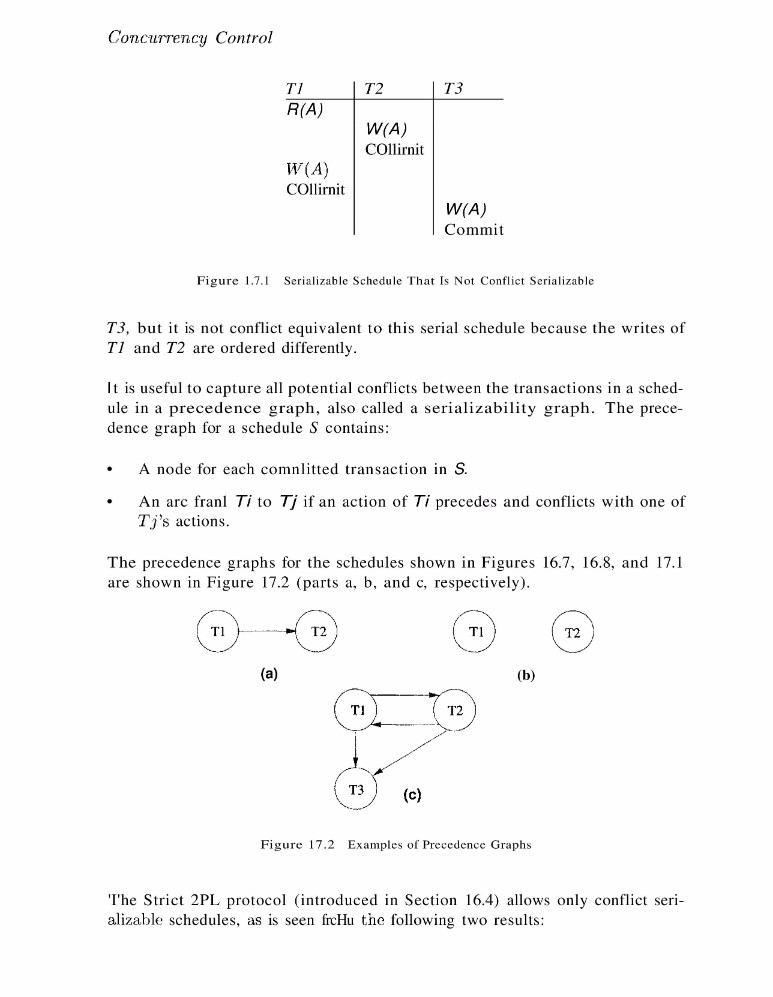 Concurrency Control
T1 T2 T3
R(A)
W(A)
COllirnit
W(A)
COllirnit
W(A)
Commit
Figure 1.7.1 Serializable Schedule That Is Not Conflict Serializable
T3, but it is not conflict equivalent to this serial schedule because the writes of
T1 and T2 are ordered differently.
It is useful to capture all potential conflicts between the transactions in a sched-
ule in a precedence graph, also called a serializability graph. The prece-
dence graph for a schedule S contains:
• A node for each comnlitted transaction in S.
• An arc franl Ti to Tj if an action of Ti precedes and conflicts with one of
Tj's actions.
The precedence graphs for the schedules shown in Figures 16.7, 16.8, and 17.1
are shown in Figure 17.2 (parts a, b, and c, respectively).
T1 T2 T1 T2
(a) (b)
T1 T2
T3 (c)
Figure 17.2 Examples of Precedence Graphs
'I'he Strict 2PL protocol (introduced in Section 16.4) allows only conflict seri-
alizable schedules, as is seen frcHu the following two results: